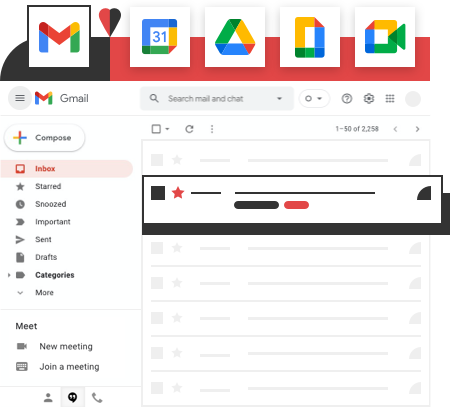 31
Gmail
Search mail and chat
Compose
1–50 of 2,258
Inbox
Starred
Snoozed
Important
Sent
Drafts
Categories
More
Meet
New meeting
Join a meeting